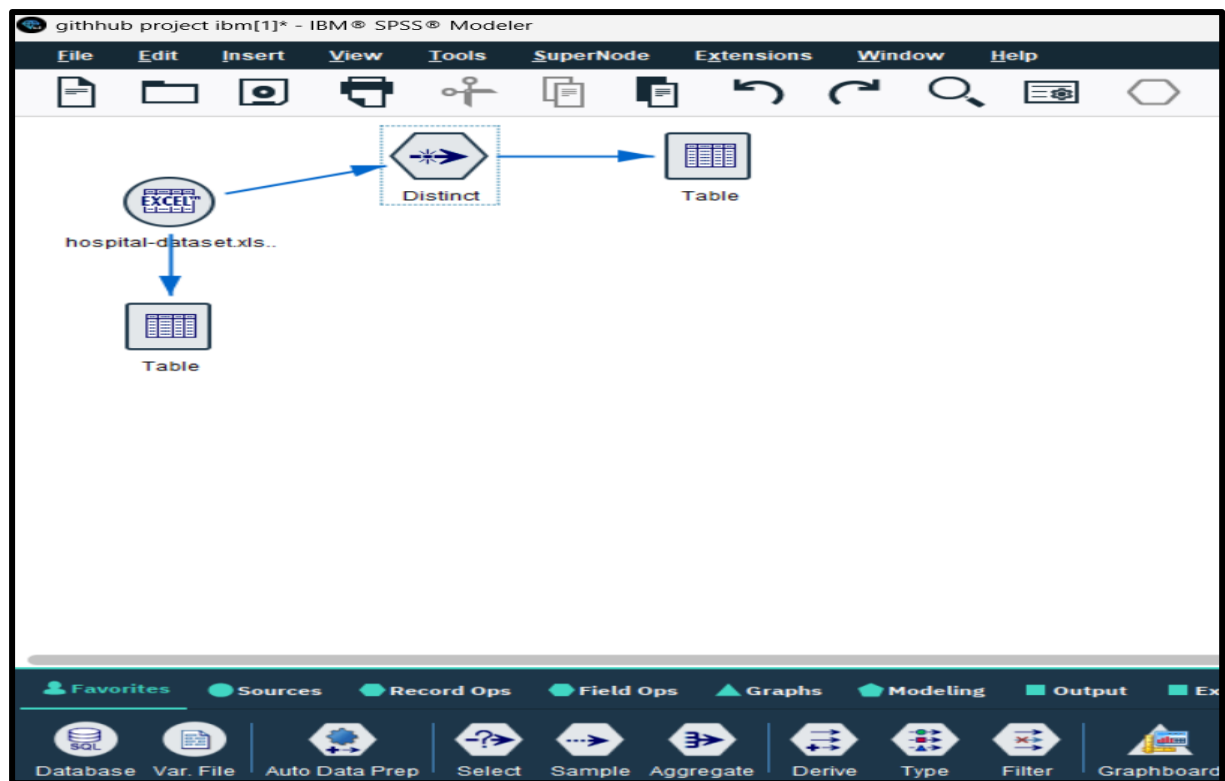 githhub project ibm[1]* - IBM® SPSS® Modeler
File Edit Insert View Tools SuperNode Extensions Window Help
Distinct
Table
EXCEL™
hospital-dataset.xls..
Table
Favorites Sources Record Ops Field Ops Graphs Modeling Output Ex
SQL
Database Var. File Auto Data Prep Select Sample Aggregate Derive Type Filter Graphboard